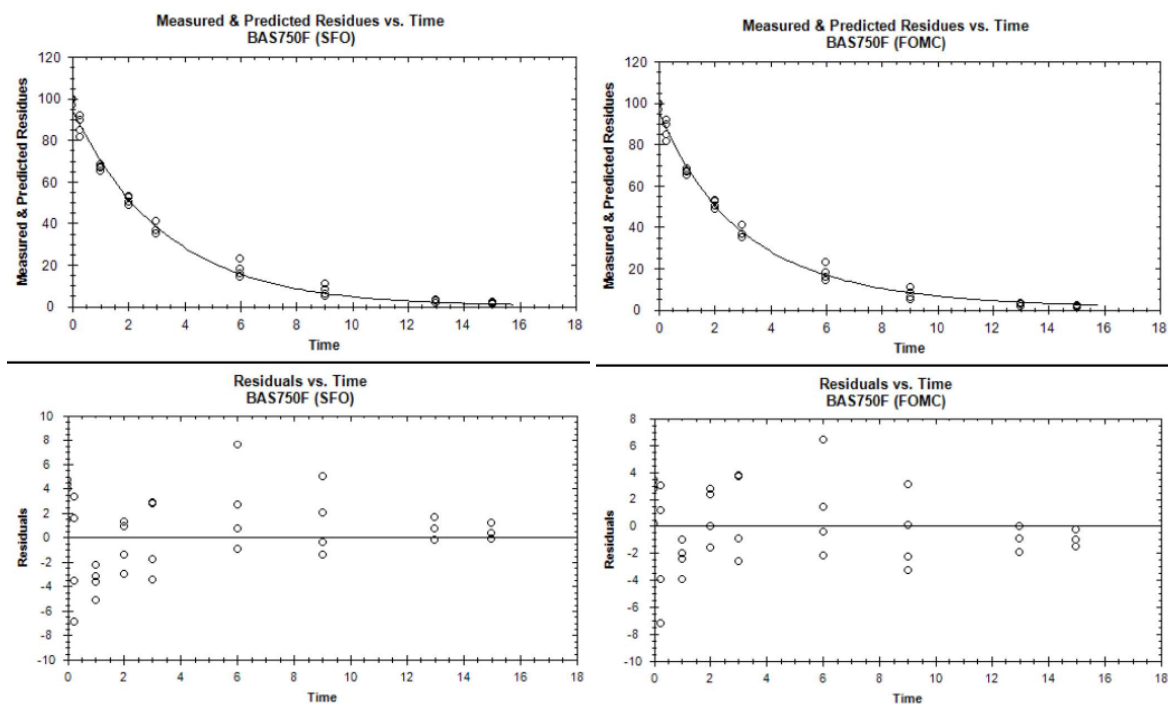 Measured & Predicted Residues vs. Time
BAS750F (SFO)
120
100
80
60
40
20
0
Measured & Predicted Residues
0 2 4 6 8 10 12 14 16 18
Time
Measured & Predicted Residues vs. Time
BAS750F (FOMC)
120
100
80
60
40
20
0
Measured & Predicted Residues
0 2 4 6 8 10 12 14 16 18
Time
Residuals vs. Time
BAS750F (SFO)
10
8
6
4
2
0
-2
-4
-6
-8
-10
Residuals
0 2 4 6 8 10 12 14 16 18
Time
Residuals vs. Time
BAS750F (FOMC)
8
6
4
2
0
-2
-4
-6
-8
-10
Residuals
0 2 4 6 8 10 12 14 16 18
Time